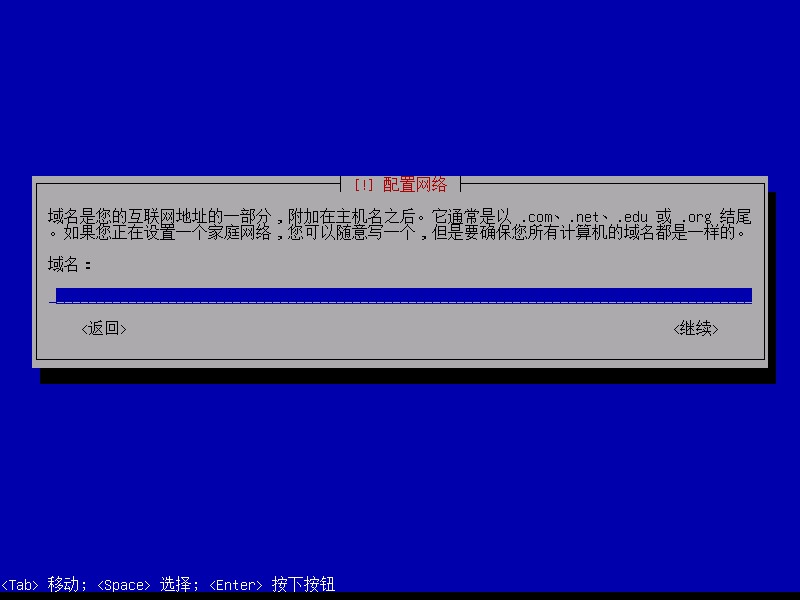 [!] 配置网络
域名是您的互联网地址的一部分，附加在主机名之后。它通常是以 .com、.net、.edu 或 .org 结尾
。如果您正在设置一个家庭网络，您可以随意写一个，但是要确保您所有计算机的域名都是一样的。
域名：
<返回> <继续>
<Tab> 移动; <Space> 选择; <Enter> 按下按钮